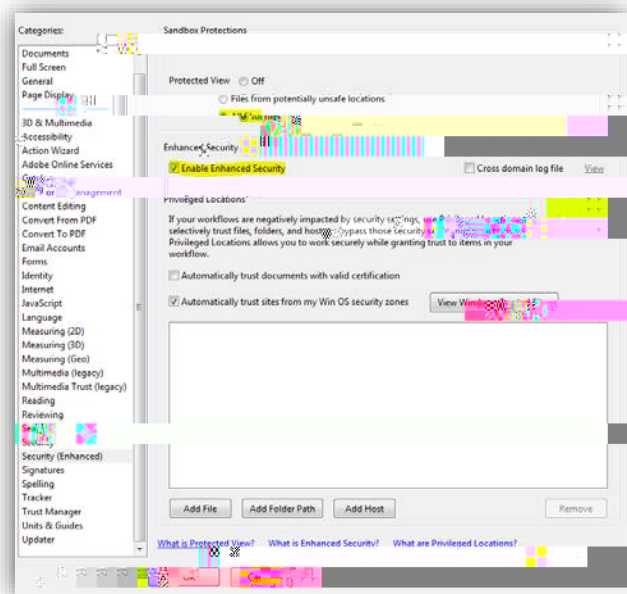 Categories:
Documents
Full Screen
General
Page Display
3D & Multimedia
Accessibility
Action Wizard
Adobe Online Services
Content Editing
Convert From PDF
Convert To PDF
Email Accounts
Forms
Identity
Internet
JavaScript
Language
Measuring (2D)
Measuring (3D)
Measuring (Geo)
Multimedia (legacy)
Multimedia Trust (legacy)
Reading
Reviewing
Security
Security (Enhanced)
Signatures
Spelling
Tracker
Trust Manager
Units & Guides
Updater
Sandbox Protections
Protected View Off
Files from potentially unsafe locations
Enhanced Security
Enable Enhanced Security Cross domain log file View
Privileged Locations
If your workflows are negatively impacted by security settings, use
selectively trust files, folders, and hosts bypass those security
Privileged Locations allows you to work securely while granting trust to items in your
workflow.
Automatically trust documents with valid certification
Automatically trust sites from my Win OS security zones View
Add File Add Folder Path Add Host Remove
What is Protected View? What is Enhanced Security? What are Privileged Locations?